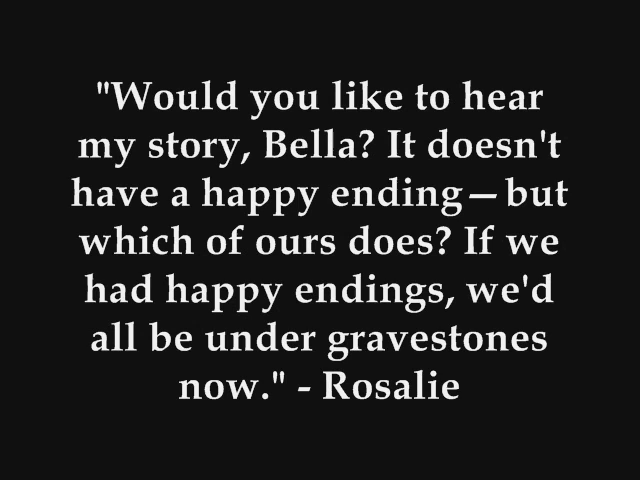 "Would you like to hear
my story, Bella? It doesn't
have a happy ending—but
which of ours does? If we
had happy endings, we'd
all be under gravestones
now." - Rosalie